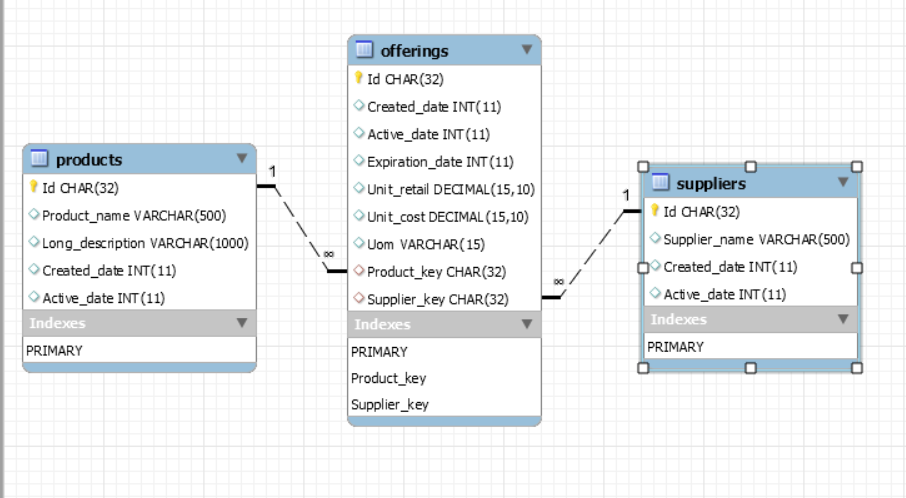 products
Id CHAR(32)
Product_name VARCHAR(500)
Long_description VARCHAR(1000)
Created_date INT(11)
Active_date INT(11)
Indexes
PRIMARY
1
∞
offerings
Id CHAR(32)
Created_date INT(11)
Active_date INT(11)
Expiration_date INT(11)
Unit_retail DECIMAL(15,10)
Unit_cost DECIMAL(15,10)
Uom VARCHAR(15)
Product_key CHAR(32)
Supplier_key CHAR(32)
Indexes
PRIMARY
Product_key
Supplier_key
∞
1
suppliers
Id CHAR(32)
Supplier_name VARCHAR(500)
Created_date INT(11)
Active_date INT(11)
Indexes
PRIMARY